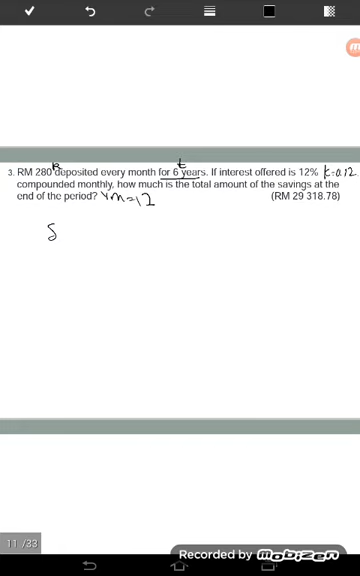 R t
3. RM 280 deposited every month for 6 years. If interest offered is 12% k=0.12
compounded monthly, how much is the total amount of the savings at the
end of the period? m=12 (RM 29 318.78)
S
11 /33
Recorded by mobizen